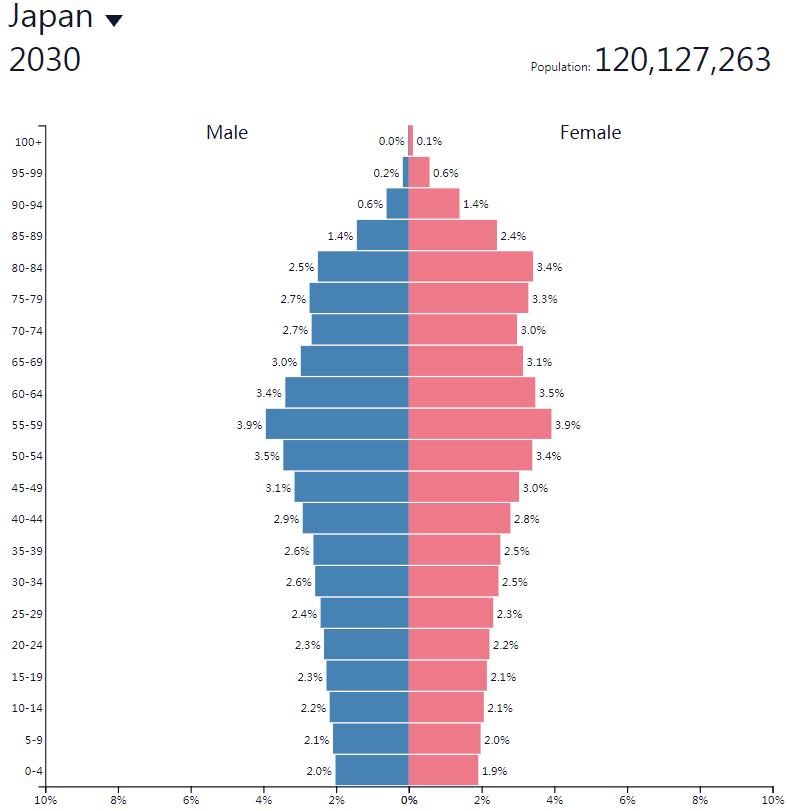 Japan
2030
Population: 120,127,263
Male Female
100+ 0.0% 0.1%
95-99 0.2% 0.6%
90-94 0.6% 1.4%
85-89 1.4% 2.4%
80-84 2.5% 3.4%
75-79 2.7% 3.3%
70-74 2.7% 3.0%
65-69 3.0% 3.1%
60-64 3.4% 3.5%
55-59 3.9% 3.9%
50-54 3.5% 3.4%
45-49 3.1% 3.0%
40-44 2.9% 2.8%
35-39 2.6% 2.5%
30-34 2.6% 2.5%
25-29 2.4% 2.3%
20-24 2.3% 2.2%
15-19 2.3% 2.1%
10-14 2.2% 2.1%
5-9 2.1% 2.0%
0-4 2.0% 1.9%
10% 8% 6% 4% 2% 0% 2% 4% 6% 8% 10%